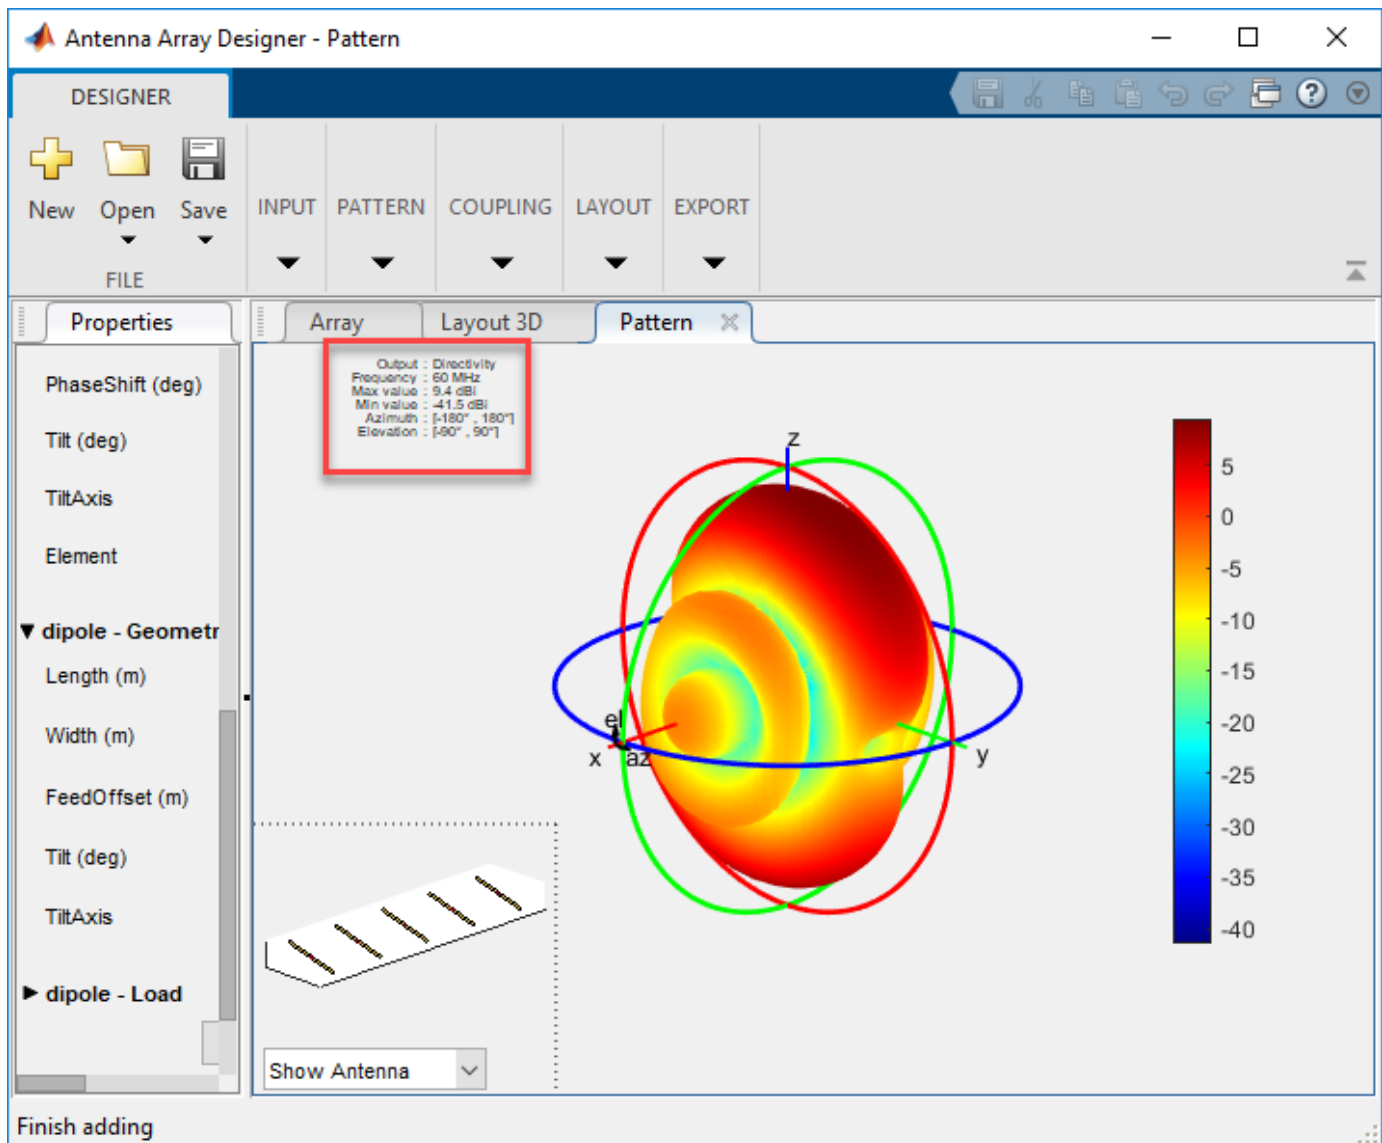 Antenna Array Designer - Pattern
DESIGNER
New Open Save
FILE
INPUT PATTERN COUPLING LAYOUT EXPORT
Properties
Array Layout 3D Pattern
PhaseShift (deg)
Tilt (deg)
TiltAxis
Element
dipole - Geometr
Length (m)
Width (m)
FeedOffset (m)
Tilt (deg)
TiltAxis
dipole - Load
Output : Directivity
Frequency : 60 MHz
Max value : 9.4 dBi
Min value : -41.5 dBi
Azimuth : [-180° , 180°]
Elevation : [-90° , 90°]
z
el
x az
y
5
0
-5
-10
-15
-20
-25
-30
-35
-40
Show Antenna
Finish adding